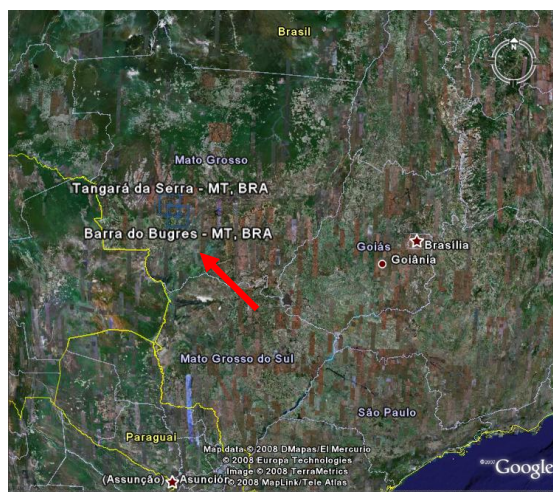 Brasil
N
Mato Grosso
Tangará da Serra - MT, BRA
Barra do Bugres - MT, BRA
Goiás
Brasília
Goiânia
Mato Grosso do Sul
São Paulo
Paraguai
Map data © 2008 DMapas/El Mercurio
© 2008 Europa Technologies
Image © 2008 TerraMetrics
© 2008 MapLink/Tele Atlas
(Assunção) Asunción
Google